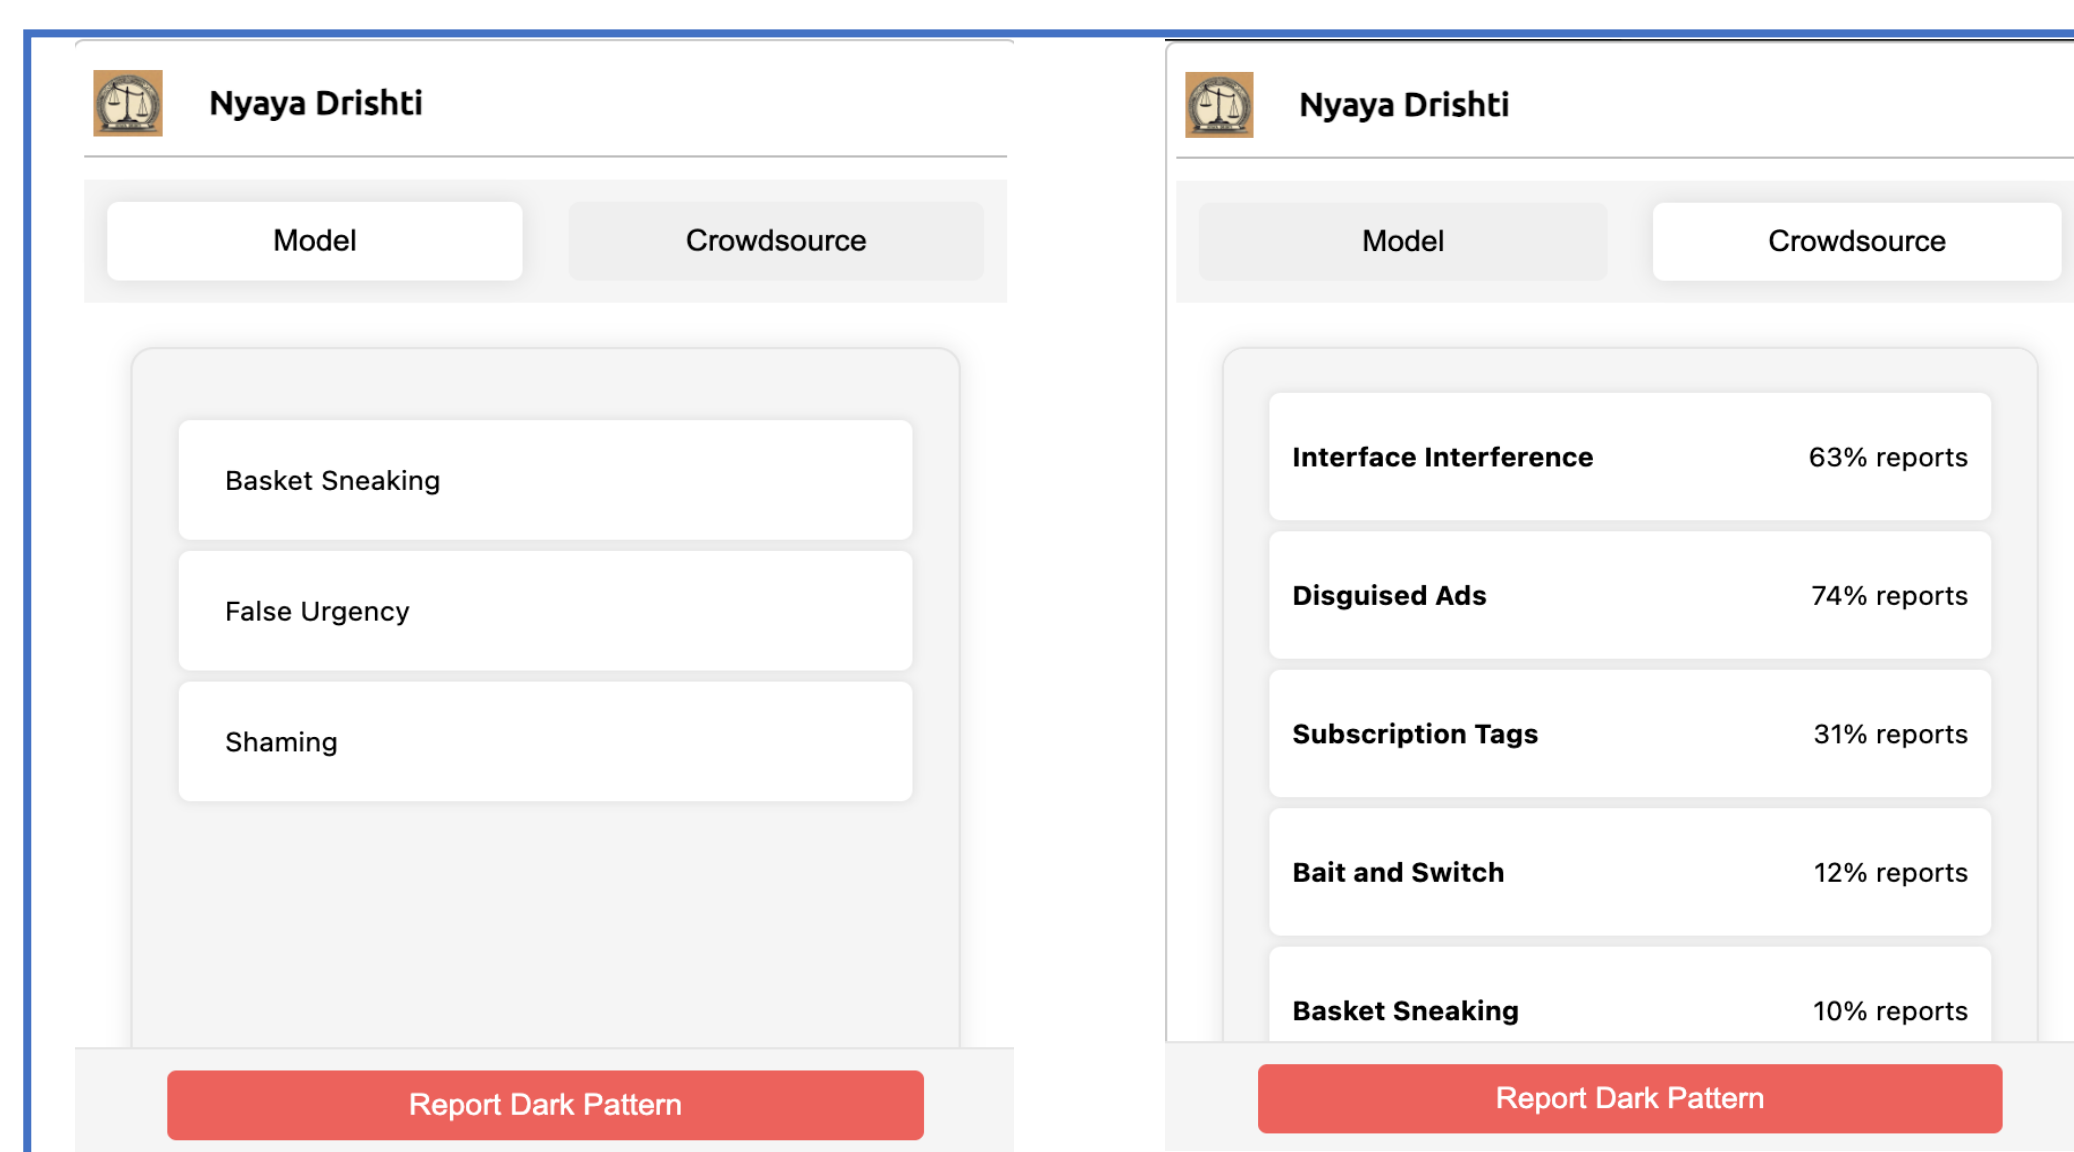 Nyaya Drishti
Model
Crowdsource
Basket Sneaking
False Urgency
Shaming
Report Dark Pattern
Nyaya Drishti
Model
Crowdsource
Interface Interference 63% reports
Disguised Ads 74% reports
Subscription Tags 31% reports
Bait and Switch 12% reports
Basket Sneaking 10% reports
Report Dark Pattern